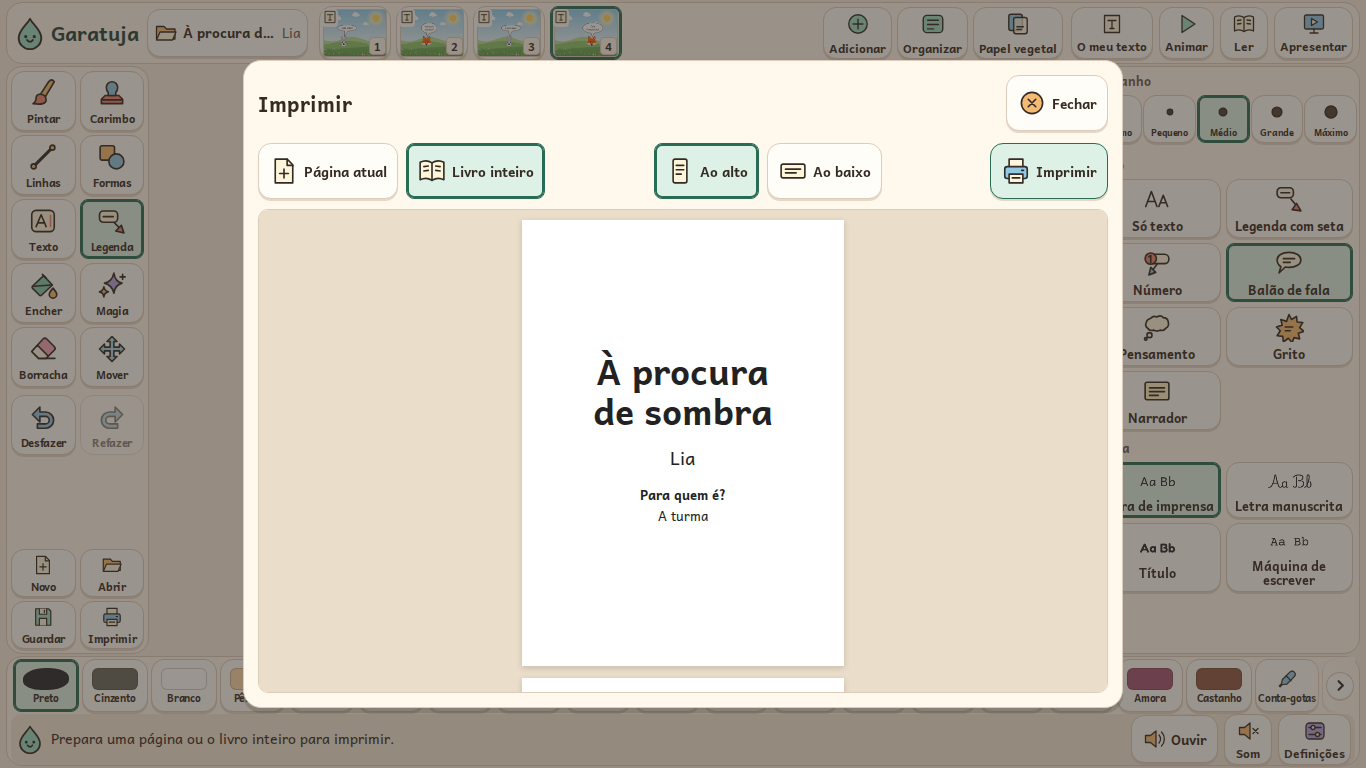 Garatuja
À procura d... Lia
1
2
3
4
Adicionar
Organizar
Papel vegetal
O meu texto
Animar
Ler
Apresentar
Imprimir
Fechar
Página atual
Livro inteiro
Ao alto
Ao baixo
Imprimir
À procura
de sombra
Lia
Para quem é?
A turma
Pintar
Carimbo
Linhas
Formas
Texto
Legenda
Encher
Magia
Borracha
Mover
Desfazer
Refazer
Novo
Abrir
Guardar
Imprimir
Pequeno
Médio
Grande
Máximo
Só texto
Legenda com seta
Número
Balão de fala
Pensamento
Grito
Narrador
Aa Bb
ra de imprensa
Aa Bb
Letra manuscrita
Aa Bb
Título
Aa Bb
Máquina de
escrever
Preto
Cinzento
Branco
Amora
Castanho
Conta-gotas
Prepara uma página ou o livro inteiro para imprimir.
Ouvir
Som
Definições